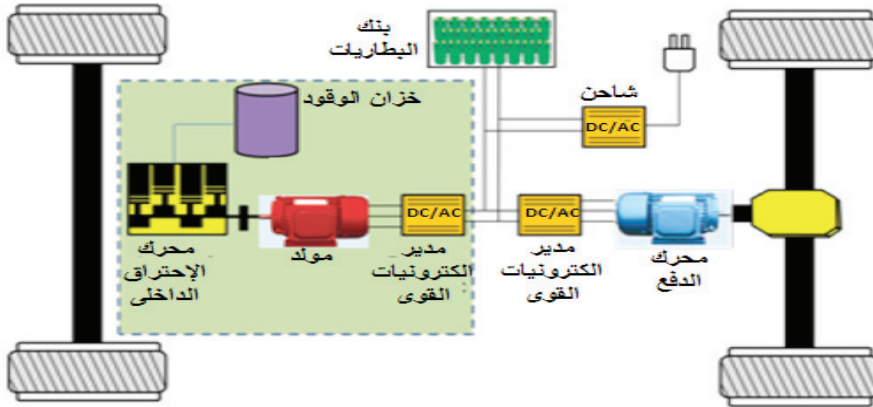 بنك
البطاريات
شاحن
DC/AC
خزان الوقود
DC/AC
DC/AC
محرك
الإحتراق
الداخلى
مولد
مدير
الكترونيات
القوى
مدير
الكترونيات
القوى
محرك
الدفع